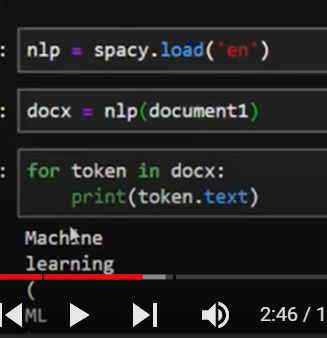 : nlp = spacy.load('en')
: docx = nlp(document1)
: for token in docx:
print(token.text)
Machine
learning
(
ML
2:46 / 1